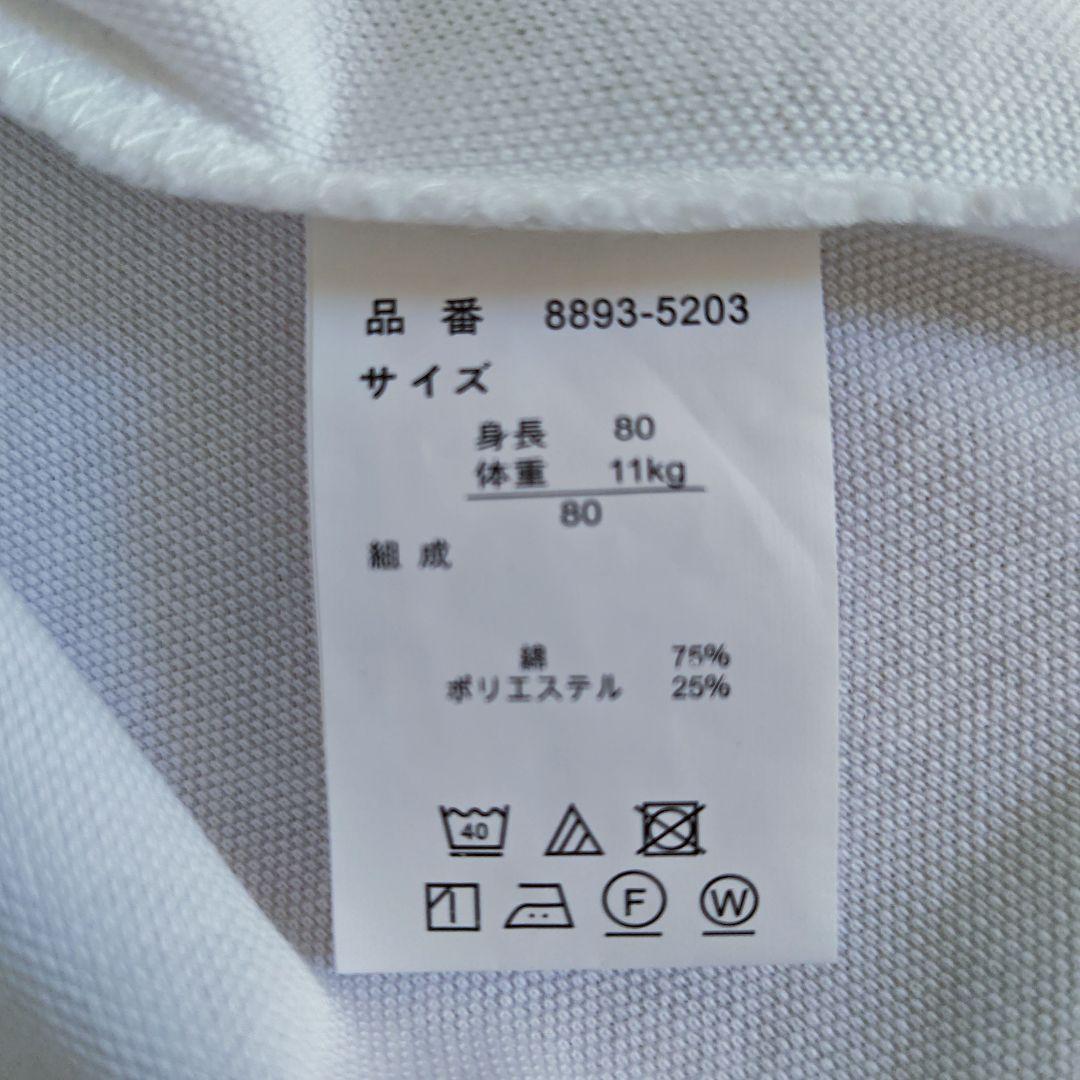 品番 8893-5203
サイズ
身長 80
体重 11kg
80
組成
綿 75%
ポリエステル 25%
40
F W